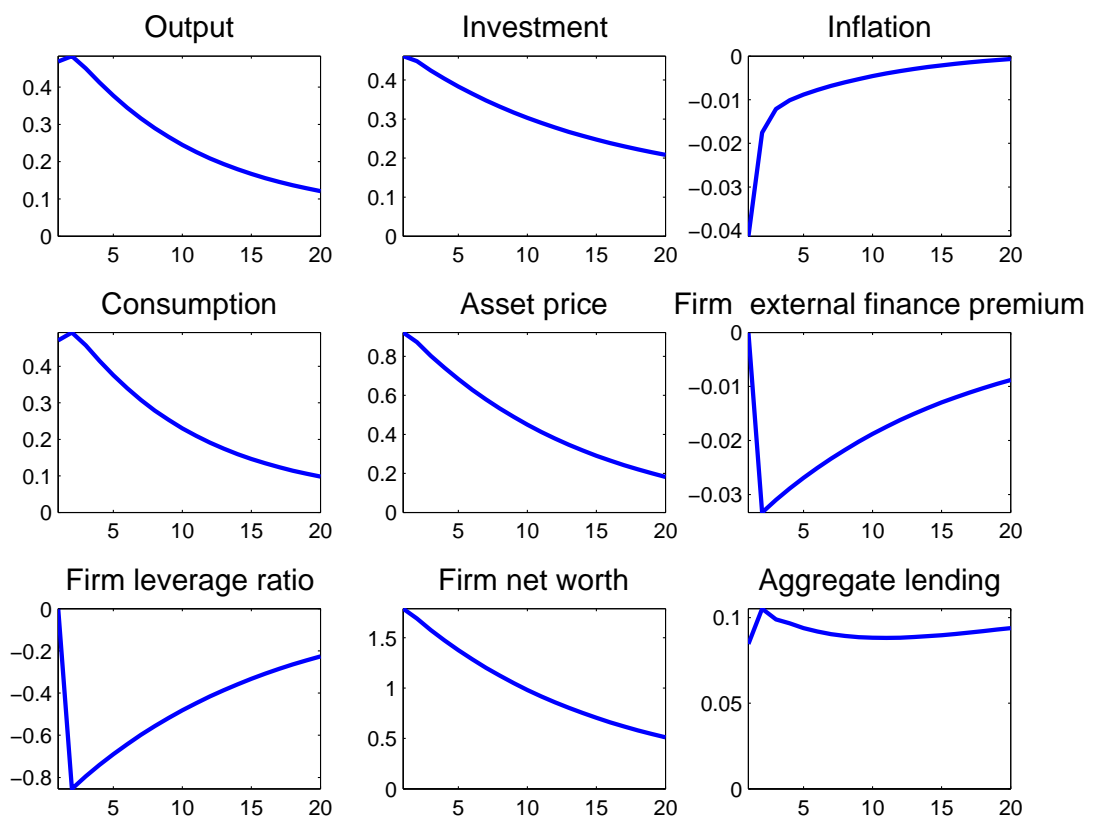 Output
0.4
0.3
0.2
0.1
0
5 10 15 20
Investment
0.4
0.3
0.2
0.1
0
5 10 15 20
Inflation
0
−0.01
−0.02
−0.03
−0.04
5 10 15 20
Consumption
0.4
0.3
0.2
0.1
0
5 10 15 20
Asset price
0.8
0.6
0.4
0.2
0
5 10 15 20
Firm external finance premium
0
−0.01
−0.02
−0.03
5 10 15 20
Firm leverage ratio
0
−0.2
−0.4
−0.6
−0.8
5 10 15 20
Firm net worth
1.5
1
0.5
0
5 10 15 20
Aggregate lending
0.1
0.05
0
5 10 15 20